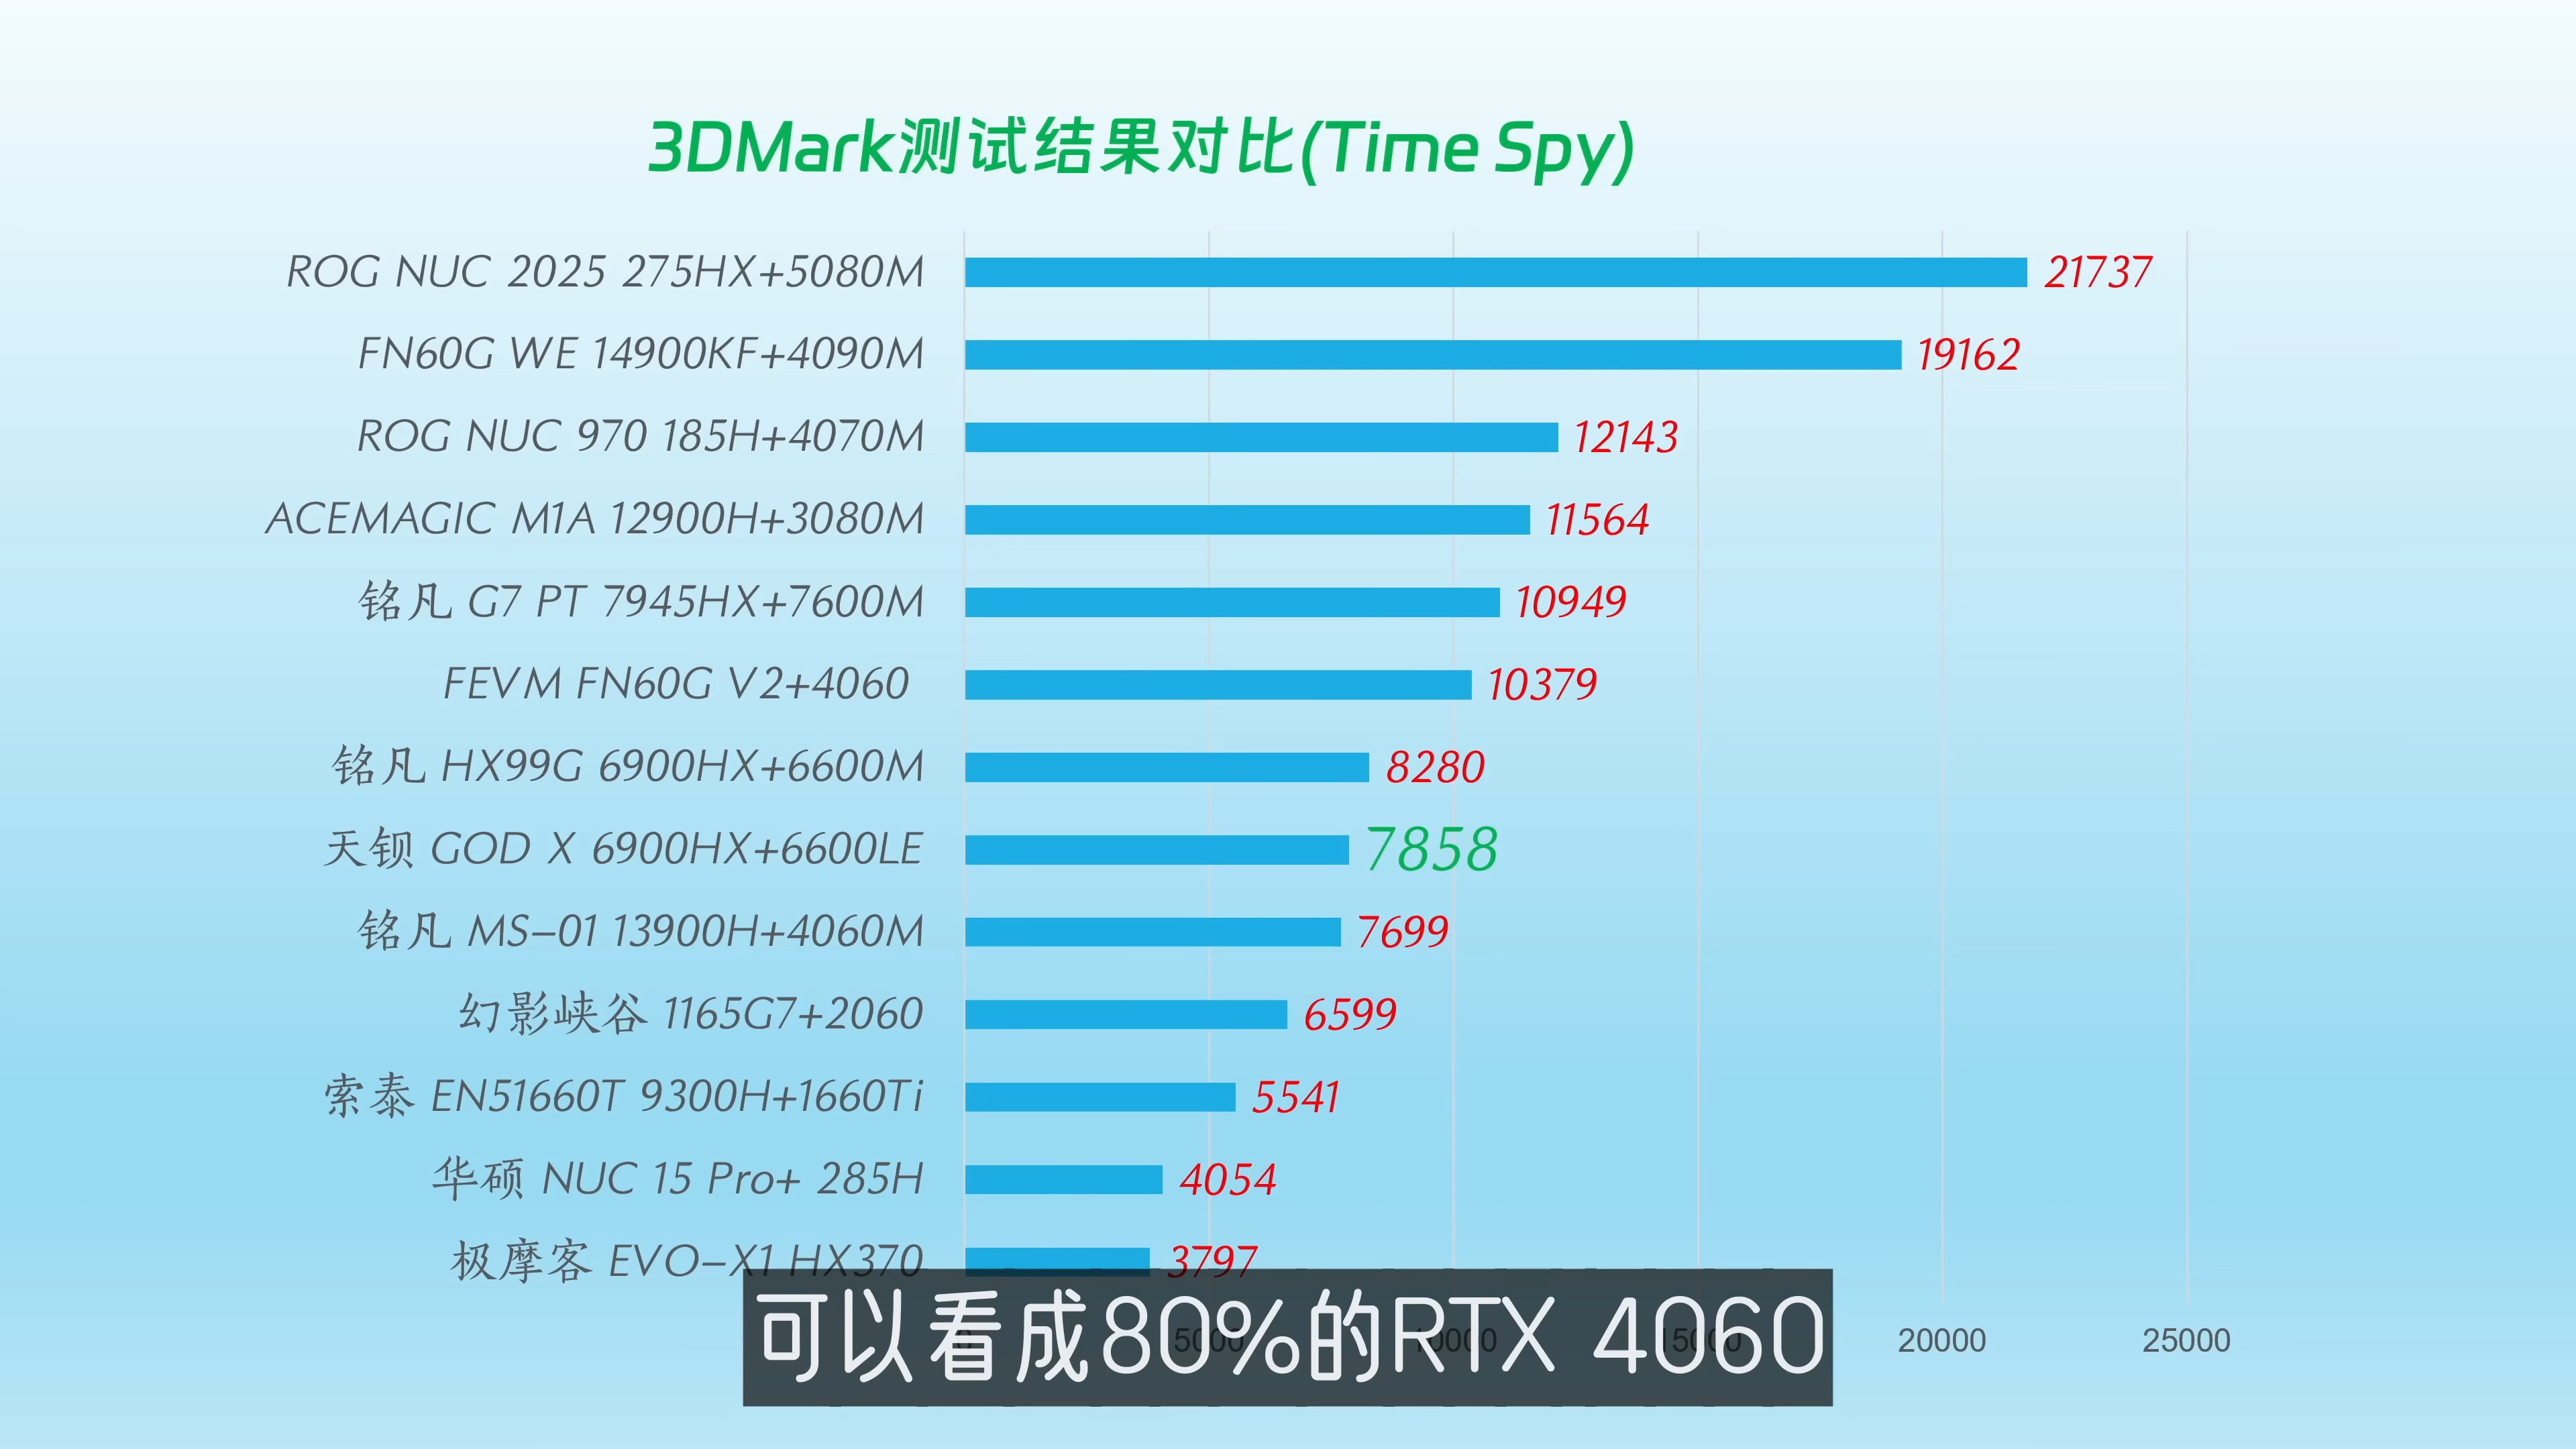 3DMark测试结果对比(Time Spy)
ROG NUC 2025 275HX+5080M 21737
FN60G WE 14900KF+4090M 19162
ROG NUC 970 185H+4070M 12143
ACEMAGIC M1A 12900H+3080M 11564
铭凡 G7 PT 7945HX+7600M 10949
FEVM FN60G V2+4060 10379
铭凡 HX99G 6900HX+6600M 8280
天钡 GOD X 6900HX+6600LE 7858
铭凡 MS-01 13900H+4060M 7699
幻影峡谷 1165G7+2060 6599
索泰 EN51660T 9300H+1660Ti 5541
华硕 NUC 15 Pro+ 285H 4054
极摩客 EVO-X1 HX370 3797
0 5000 10000 15000 20000 25000
可以看成80%的RTX 4060